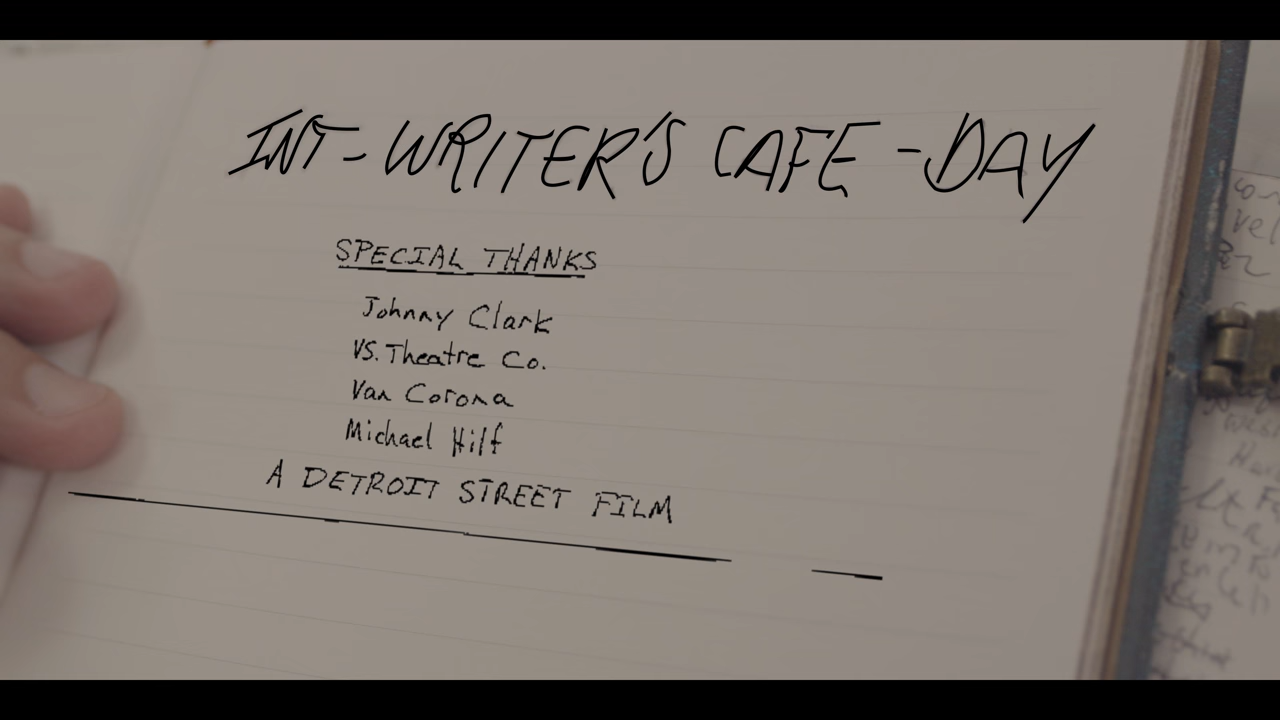 INT - WRITER'S CAFE - DAY
SPECIAL THANKS
Johnny Clark
VS. Theatre Co.
Van Corona
Michael Hilf
A DETROIT STREET FILM